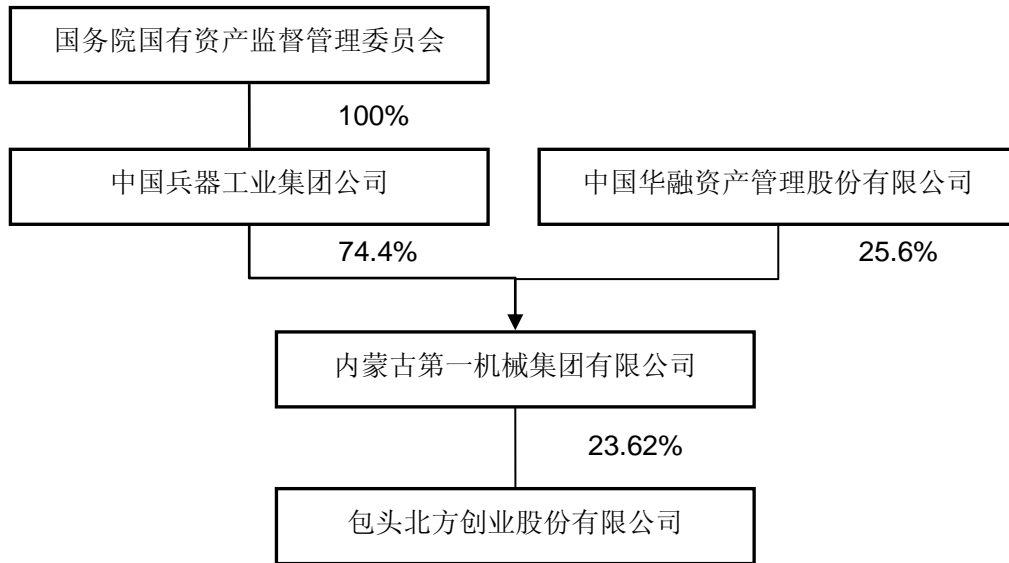 国务院国有资产监督管理委员会
100%
中国兵器工业集团公司
中国华融资产管理股份有限公司
74.4%
25.6%
内蒙古第一机械集团有限公司
23.62%
包头北方创业股份有限公司